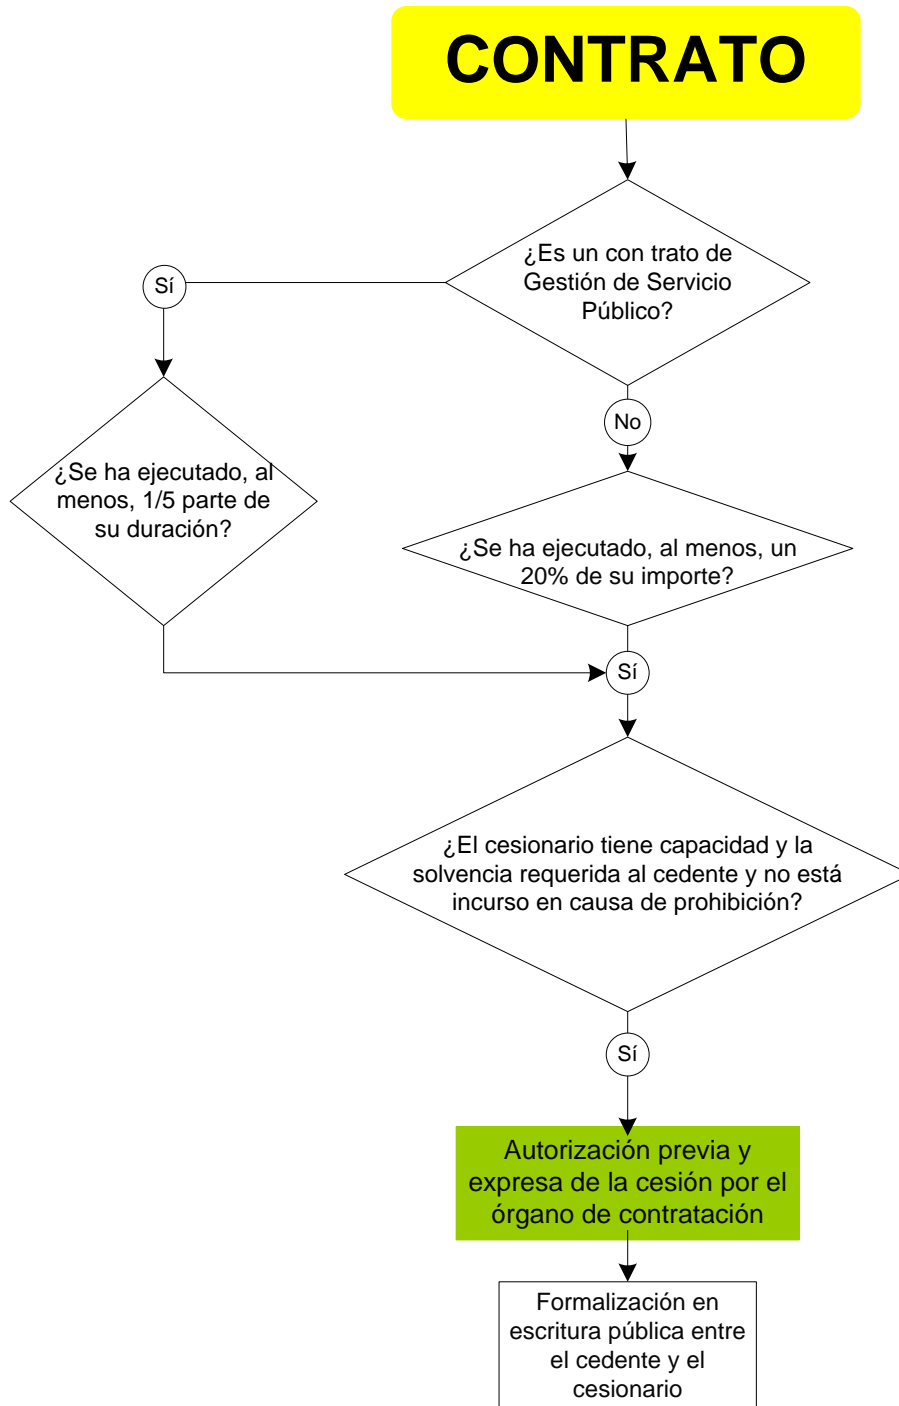 CONTRATO
¿Es un con trato de
Gestión de Servicio
Público?
Sí
No
¿Se ha ejecutado, al
menos, 1/5 parte de
su duración?
¿Se ha ejecutado, al menos, un
20% de su importe?
Sí
¿El cesionario tiene capacidad y la
solvencia requerida al cedente y no está
incurso en causa de prohibición?
Sí
Autorización previa y
expresa de la cesión por el
órgano de contratación
Formalización en
escritura pública entre
el cedente y el
cesionario